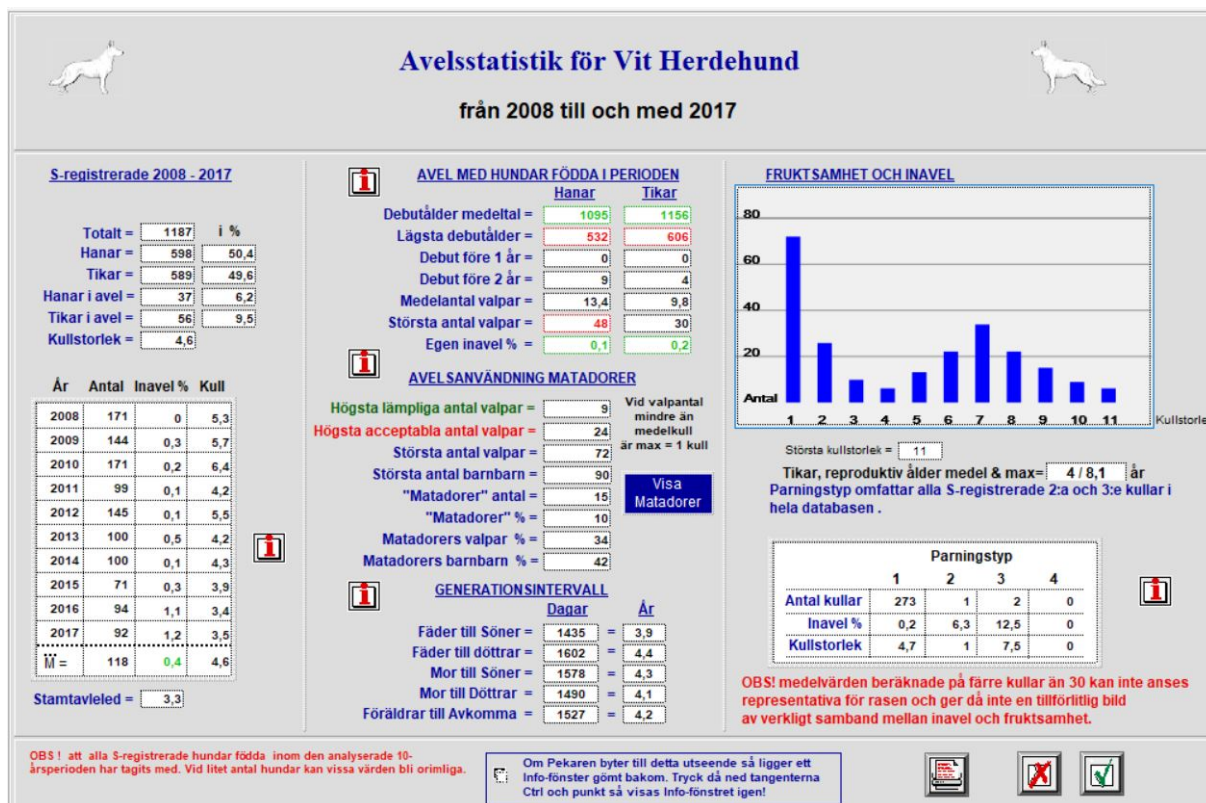 Avelsstatistik för Vit Herdehund
från 2008 till och med 2017
S-registrerade 2008 - 2017
Totalt = 1187 i %
Hanar = 598 50,4
Tikar = 589 49,6
Hanar i avel = 37 6,2
Tikar i avel = 56 9,5
Kullstorlek = 4,6
År Antal Inavel % Kull
2008 171 0 5,3
2009 144 0,3 5,7
2010 171 0,2 6,4
2011 99 0,1 4,2
2012 145 0,1 5,5
2013 100 0,5 4,2
2014 100 0,1 4,3
2015 71 0,3 3,9
2016 94 1,1 3,4
2017 92 1,2 3,5
M = 118 0,4 4,6
Stamtavleled = 3,3
AVEL MED HUNDAR FÖDDA I PERIODEN
Hanar Tikar
Debutålder medeltal = 1095 1156
Lägsta debutålder = 532 606
Debut före 1 år = 0 0
Debut före 2 år = 9 4
Medelantal valpar = 13,4 9,8
Största antal valpar = 48 30
Egen inavel % = 0,1 0,2
AVELSANVÄNDNING MATADORER
Högsta lämpliga antal valpar = 9
Högsta acceptabla antal valpar = 24
Största antal valpar = 72
Största antal barnbarn = 90
"Matadorer" antal = 15
"Matadorer" % = 10
Matadorers valpar % = 34
Matadorers barnbarn % = 42
Vid valpantal
mindre än
medelkull
är max = 1 kull
Visa
Matadorer
GENERATIONSINTERVALL
Dagar År
Fäder till Söner = 1435 = 3,9
Fäder till döttrar = 1602 = 4,4
Mor till Söner = 1578 = 4,3
Mor till Döttrar = 1490 = 4,1
Föräldrar till Avkomma = 1527 = 4,2
FRUKTSAMHET OCH INAVEL
80
60
40
20
Antal
1 2 3 4 5 6 7 8 9 10 11 Kullstorle
Största kullstorlek = 11
Tikar, reproduktiv ålder medel & max= 4 / 8,1 år
Parningstyp omfattar alla S-registrerade 2:a och 3:e kullar i
hela databasen .
Parningstyp
1 2 3 4
Antal kullar 273 1 2 0
Inavel % 0,2 6,3 12,5 0
Kullstorlek 4,7 1 7,5 0
OBS! medelvärden beräknade på färre kullar än 30 kan inte anses
representativa för rasen och ger då inte en tillförlitlig bild
av verkligt samband mellan inavel och fruktsamhet.
OBS ! att alla S-registrerade hundar födda inom den analyserade 10-
årsperioden har tagits med. Vid litet antal hundar kan vissa värden bli orimliga.
Om Pekaren byter till detta utseende så ligger ett
Info-fönster gömt bakom. Tryck då ned tangenterna
Ctrl och punkt så visas Info-fönstret igen!